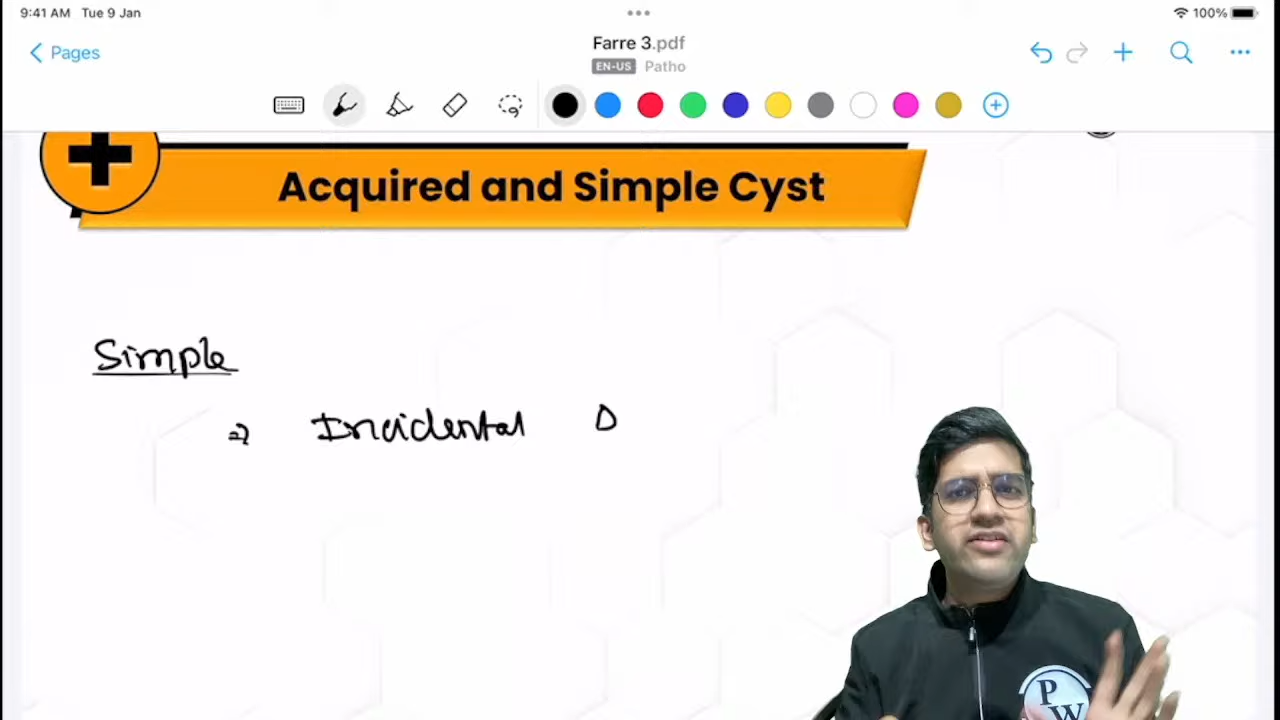 9:41 AM Tue 9 Jan 100%
Pages Farre 3.pdf
EN-US Patho
Acquired and Simple Cyst
Simple
⇒ Incidental D
P
W